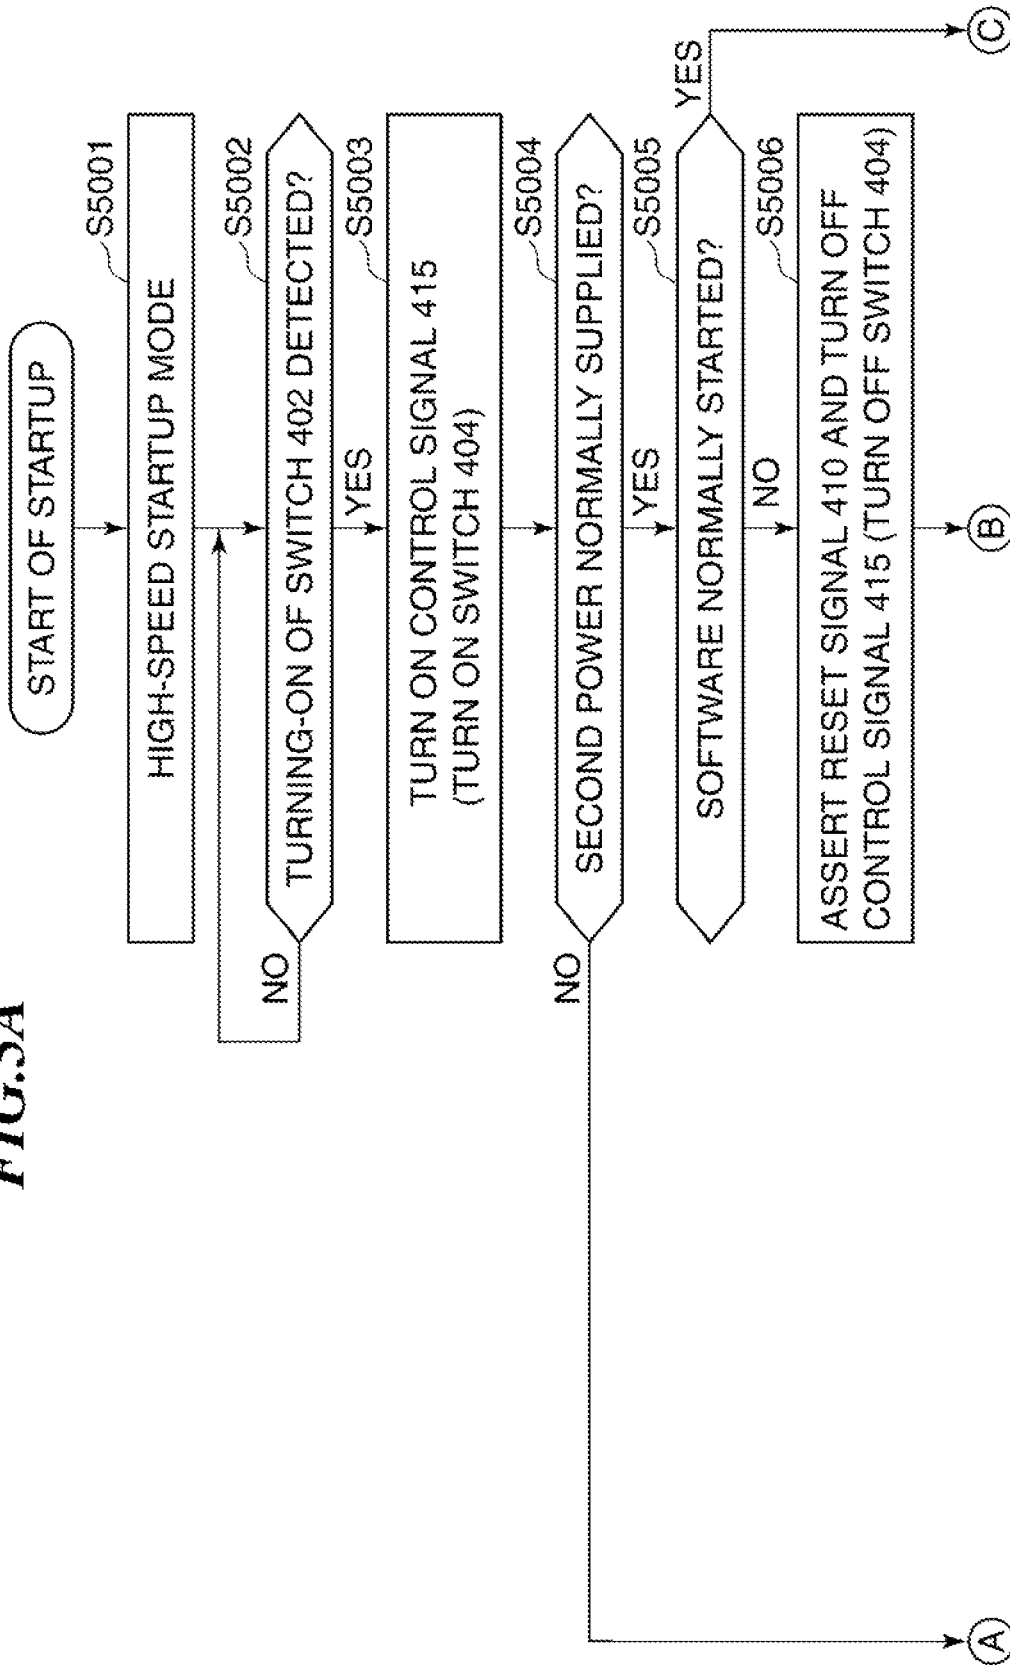 FIG.5A
START OF STARTUP
S5001
HIGH-SPEED STARTUP MODE
S5002
TURNING-ON OF SWITCH 402 DETECTED?
NO
YES
S5003
TURN ON CONTROL SIGNAL 415
(TURN ON SWITCH 404)
S5004
SECOND POWER NORMALLY SUPPLIED?
NO
YES
S5005
SOFTWARE NORMALLY STARTED?
YES
NO
S5006
ASSERT RESET SIGNAL 410 AND TURN OFF
CONTROL SIGNAL 415 (TURN OFF SWITCH 404)
A
B
C